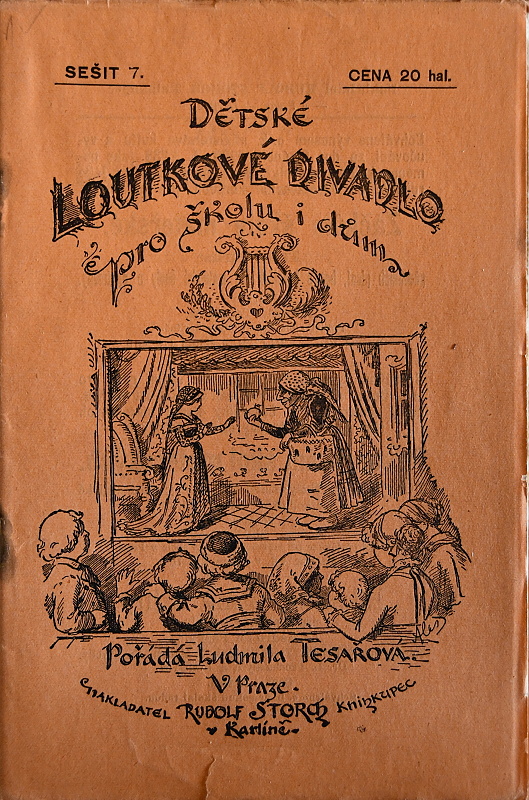 SEŠIT 7.
CENA 20 hal.
DĚTSKÉ
LOUTKOVÉ DIVADLO
pro školu i dům
Pořádá Ludmila TESAŘOVÁ.
V Praze.
NAKLADATEL RUDOLF STORCH KNIHKUPEC
v Karlíně.